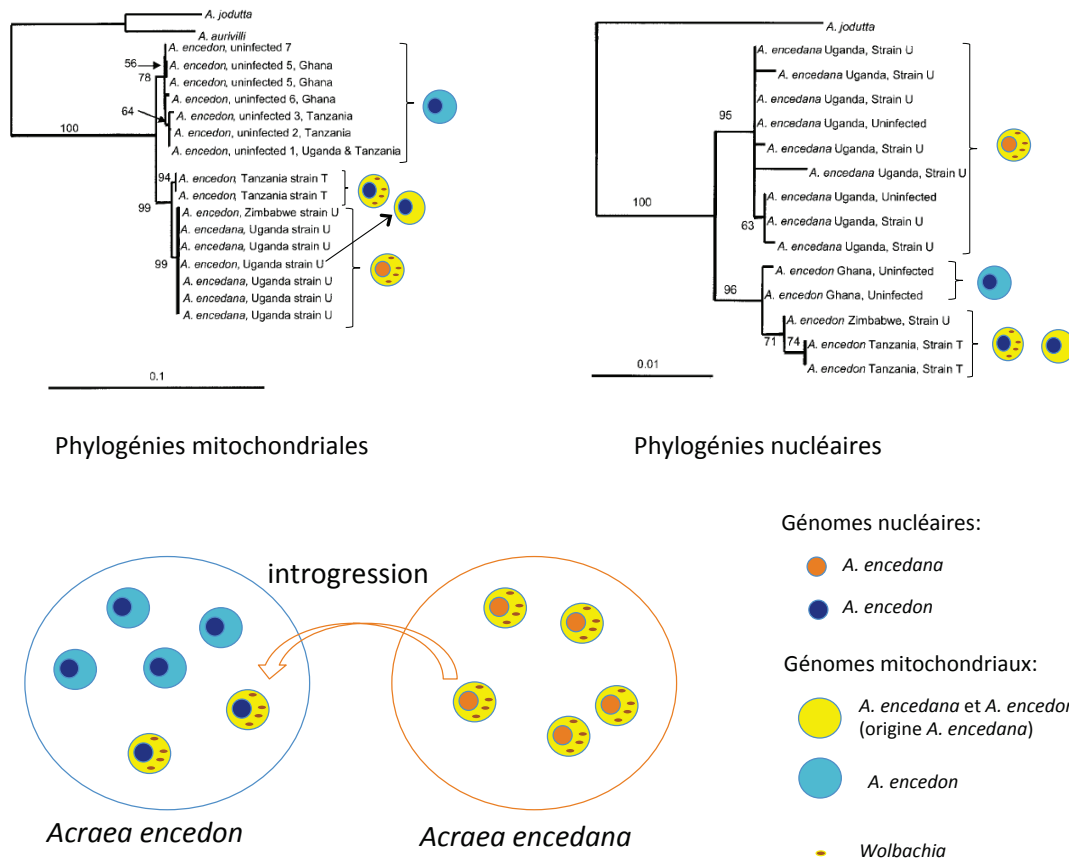 A. jodutta
A. aurivilli
A. encedon, uninfected 7
56
A. encedon, uninfected 5, Ghana
78
A. encedon, uninfected 5, Ghana
A. encedon, uninfected 6, Ghana
64
A. encedon, uninfected 3, Tanzania
100
A. encedon, uninfected 2, Tanzania
A. encedon, uninfected 1, Uganda & Tanzania
94
A. encedon, Tanzania strain T
A. encedon, Tanzania strain T
99
A. encedon, Zimbabwe strain U
A. encedana, Uganda strain U
A. encedana, Uganda strain U
99
A. encedon, Uganda strain U
A. encedana, Uganda strain U
A. encedana, Uganda strain U
A. encedana, Uganda strain U
0.1
Phylogénies mitochondriales
A. jodutta
A. encedana Uganda, Strain U
A. encedana Uganda, Strain U
A. encedana Uganda, Strain U
95
A. encedana Uganda, Uninfected
A. encedana Uganda, Strain U
A. encedana Uganda, Strain U
A. encedana Uganda, Uninfected
100
63
A. encedana Uganda, Strain U
A. encedana Uganda, Strain U
A. encedon Ghana, Uninfected
96
A. encedon Ghana, Uninfected
A. encedon Zimbabwe, Strain U
71
74
A. encedon Tanzania, Strain T
A. encedon Tanzania, Strain T
0.01
Phylogénies nucléaires
introgression
Acraea encedon
Acraea encedana
Génomes nucléaires:
A. encedana
A. encedon
Génomes mitochondriaux:
A. encedana et A. encedon
(origine A. encedana)
A. encedon
Wolbachia